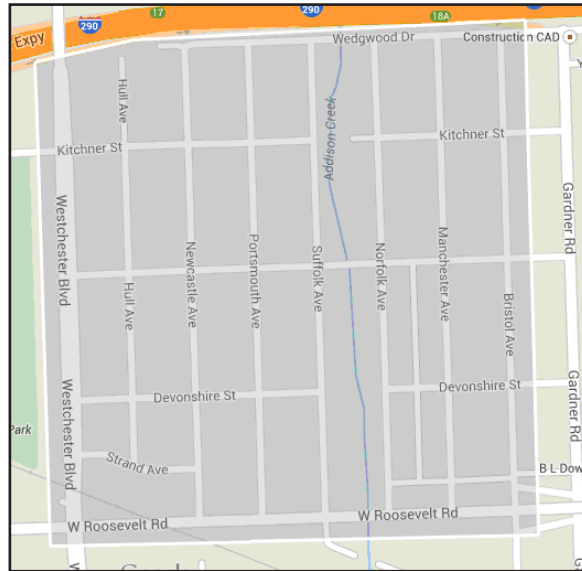 17
290
18A
290
Expy
Wedgwood Dr
Construction CAD
Hull Ave
Addison Creek
Kitchner St
Kitchner St
Gardner Rd
Westchester Blvd
Newcastle Ave
Portsmouth Ave
Suffolk Ave
Norfolk Ave
Manchester Ave
Hull Ave
Bristol Ave
Westchester Blvd
Devonshire St
Devonshire St
Gardner Rd
Park
Strand Ave
B L Dow
W Roosevelt Rd
W Roosevelt Rd